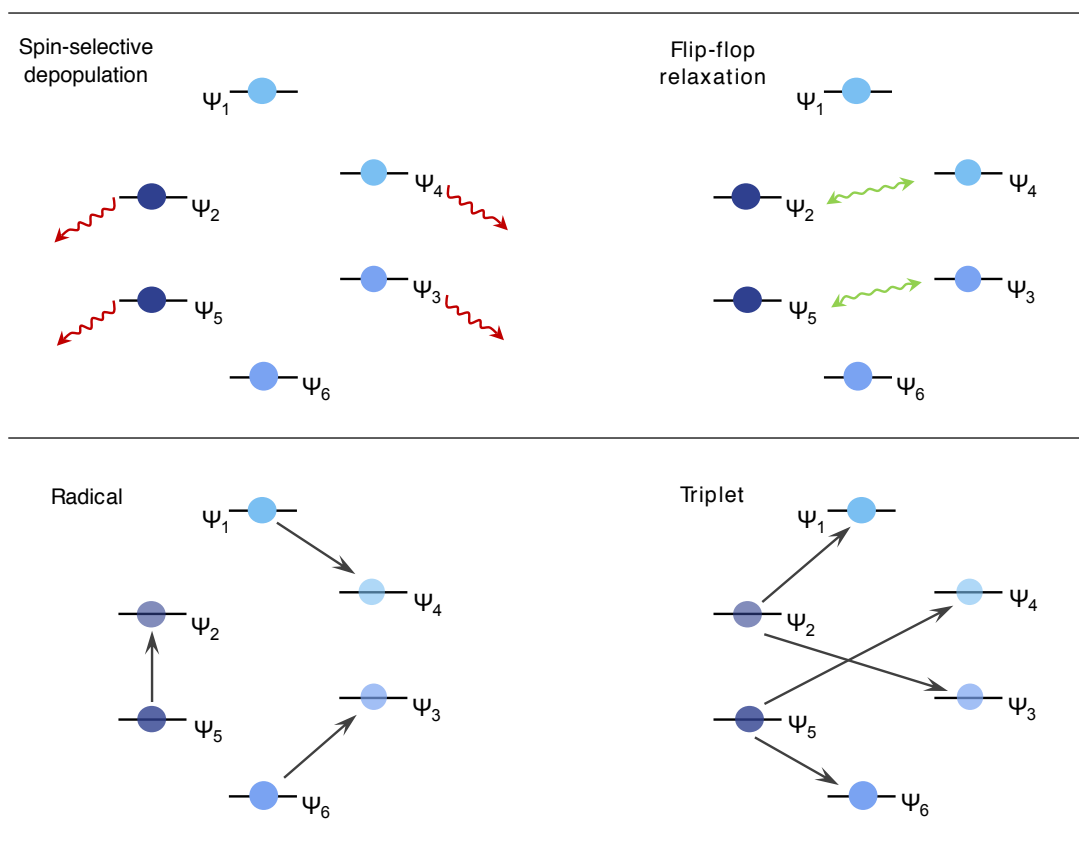 Spin-selective
depopulation
Flip-flop
relaxation
Ψ1
Ψ1
Ψ4
Ψ4
Ψ2
Ψ2
Ψ3
Ψ3
Ψ5
Ψ5
Ψ6
Ψ6
Radical
Triplet
Ψ1
Ψ1
Ψ4
Ψ4
Ψ2
Ψ2
Ψ3
Ψ3
Ψ5
Ψ5
Ψ6
Ψ6